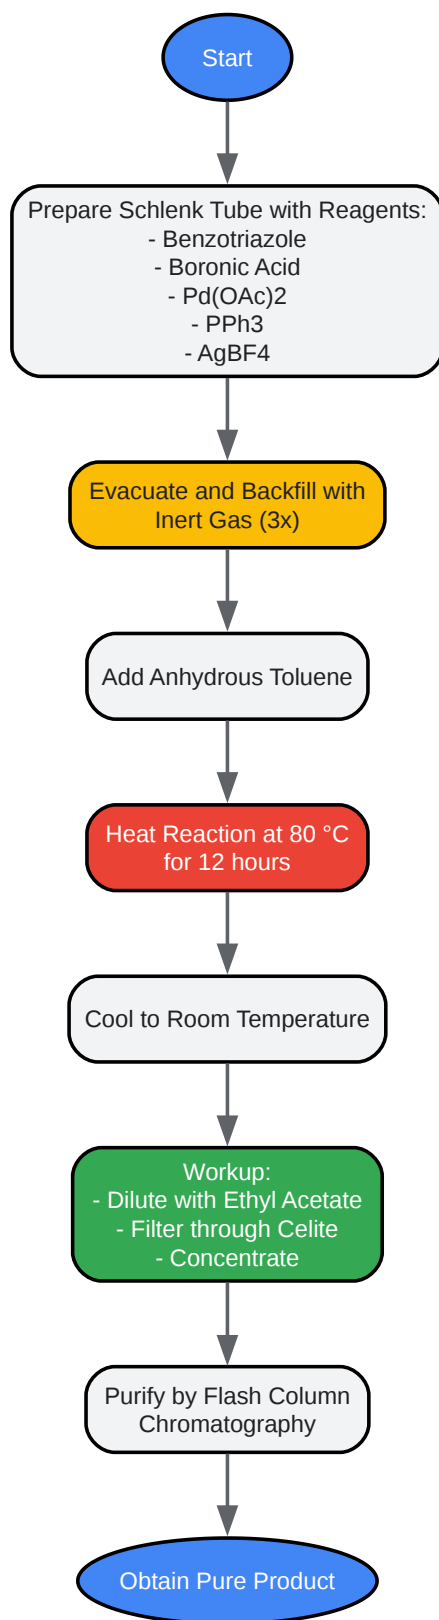 Start
Prepare Schlenk Tube with Reagents:
- Benzotriazole
- Boronic Acid
- Pd(OAc)2
- PPh3
- AgBF4
Evacuate and Backfill with
Inert Gas (3x)
Add Anhydrous Toluene
Heat Reaction at 80 °C
for 12 hours
Cool to Room Temperature
Workup:
- Dilute with Ethyl Acetate
- Filter through Celite
- Concentrate
Purify by Flash Column
Chromatography
Obtain Pure Product